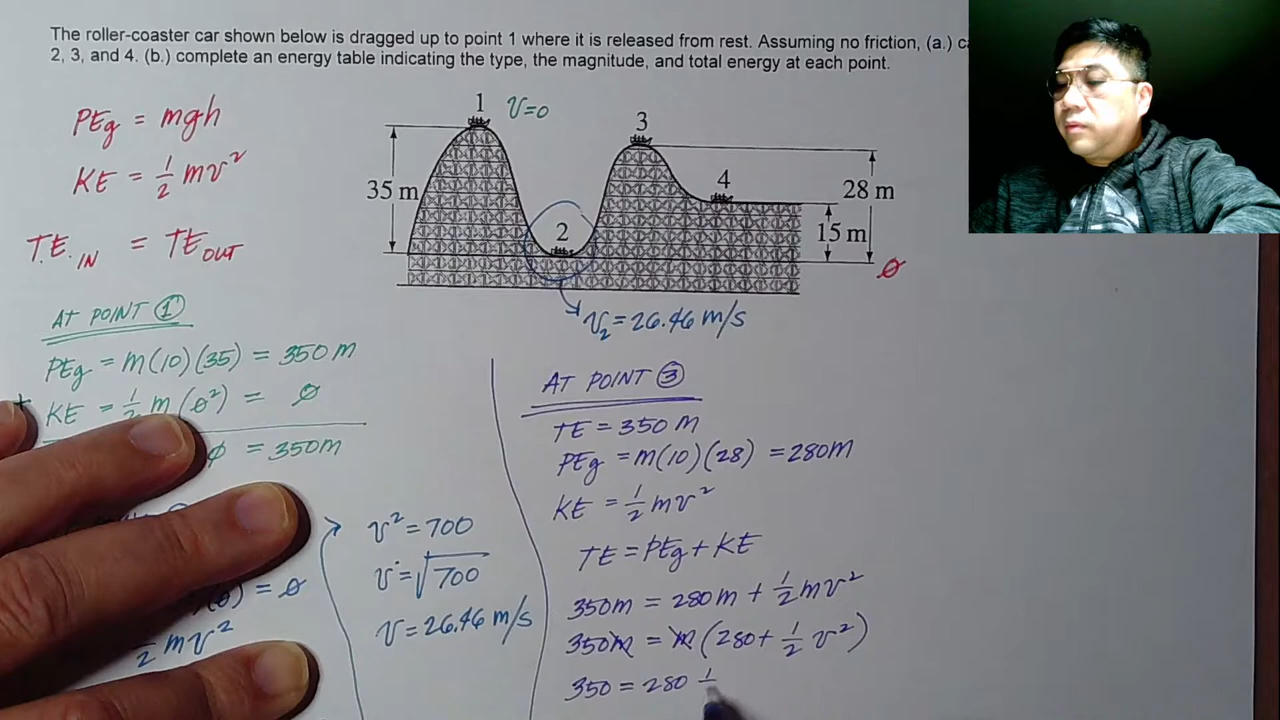 The roller-coaster car shown below is dragged up to point 1 where it is released from rest. Assuming no friction, (a.)
2, 3, and 4. (b.) complete an energy table indicating the type, the magnitude, and total energy at each point.
PEg = mgh
KE = 1/2 mv²
T.E. IN = TE OUT
1 v=0
3
4
2
35 m
28 m
15 m
∅
v₂ = 26.46 m/s
AT POINT ①
PEg = m(10)(35) = 350 m
+ KE = 1/2 m(0²) = ∅
∅ = 350m
= ∅
1/2 mv²
v² = 700
v = √700
v = 26.46 m/s
AT POINT ③
TE = 350 m
PEg = m(10)(28) = 280m
KE = 1/2 mv²
TE = PEg + KE
350m = 280m + 1/2 mv²
350m = m(280 + 1/2 v²)
350 = 280 1